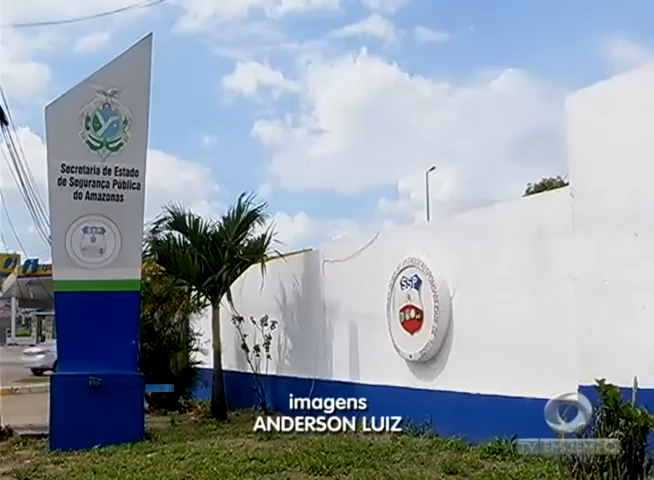 Secretaria de Estado
de Segurança Pública
do Amazonas
SSP
imagens
ANDERSON LUIZ